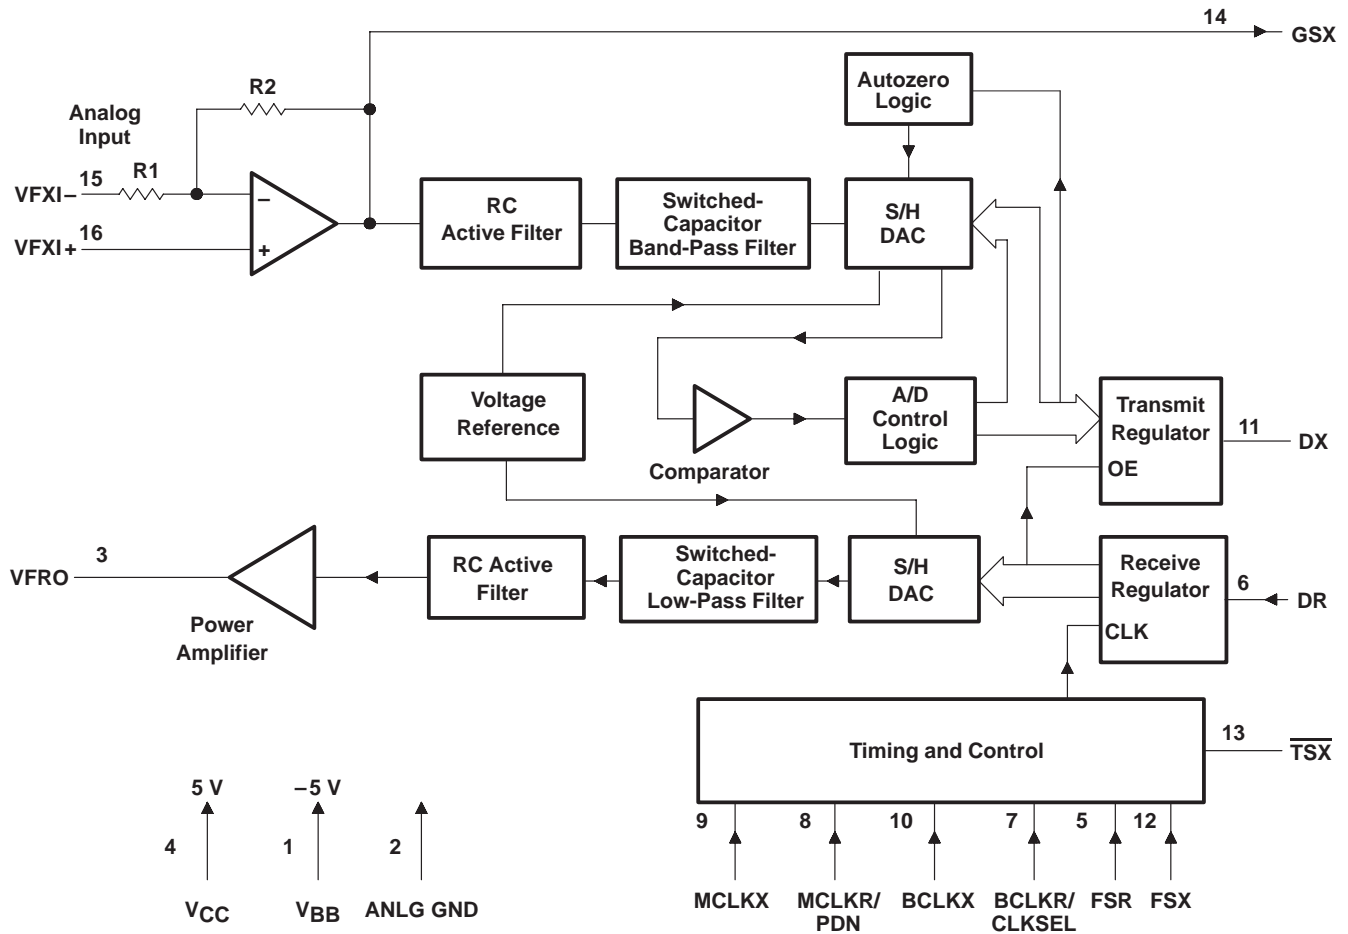 14
GSX
R2
Autozero
Logic
Analog
Input
15
R1
VFXI–
16
VFXI+
–
+
RC
Active Filter
Switched-
Capacitor
Band-Pass Filter
S/H
DAC
Voltage
Reference
Comparator
A/D
Control
Logic
Transmit
Regulator
OE
11
DX
3
VFRO
Power
Amplifier
RC Active
Filter
Switched-
Capacitor
Low-Pass Filter
S/H
DAC
Receive
Regulator
CLK
6
DR
Timing and Control
13
TSX
5 V
–5 V
4
1
2
VCC
VBB
ANLG GND
9
8
10
7
5
12
MCLKX
MCLKR/
PDN
BCLKX
BCLKR/
CLKSEL
FSR
FSX